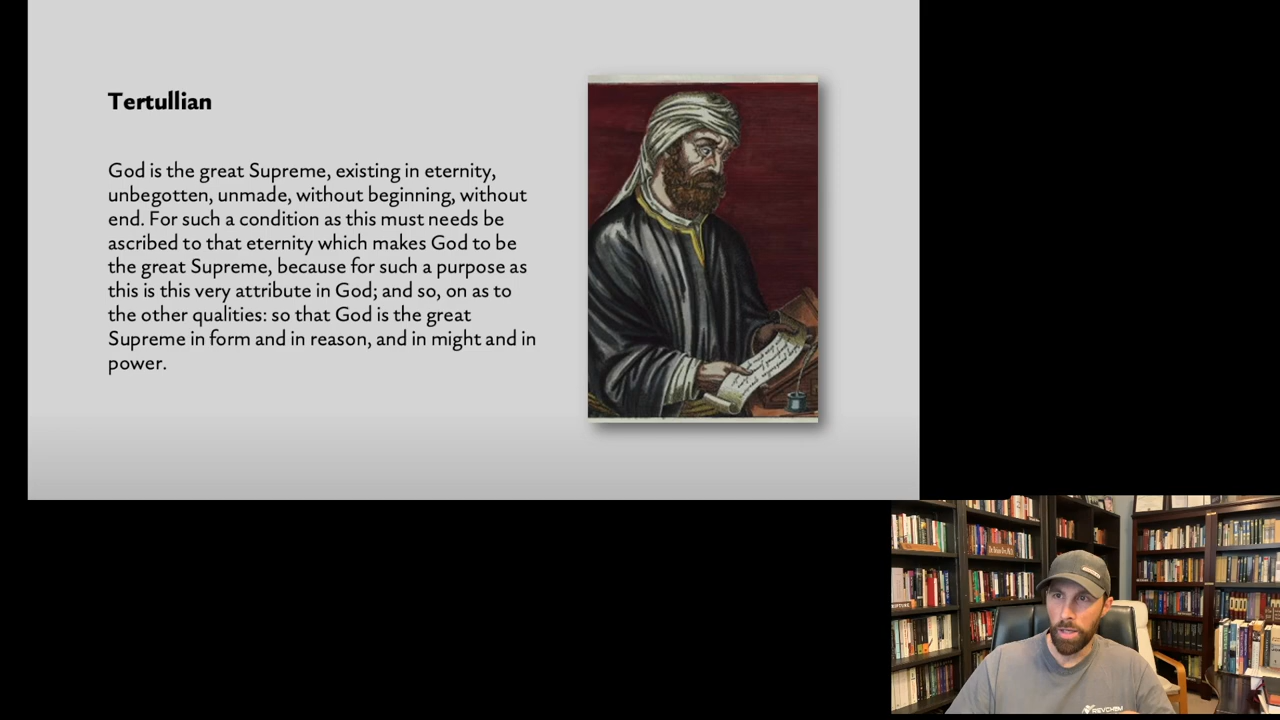 Tertullian
God is the great Supreme, existing in eternity,
unbegotten, unmade, without beginning, without
end. For such a condition as this must needs be
ascribed to that eternity which makes God to be
the great Supreme, because for such a purpose as
this is this very attribute in God; and so, on as to
the other qualities: so that God is the great
Supreme in form and in reason, and in might and in
power.
REVCHEM